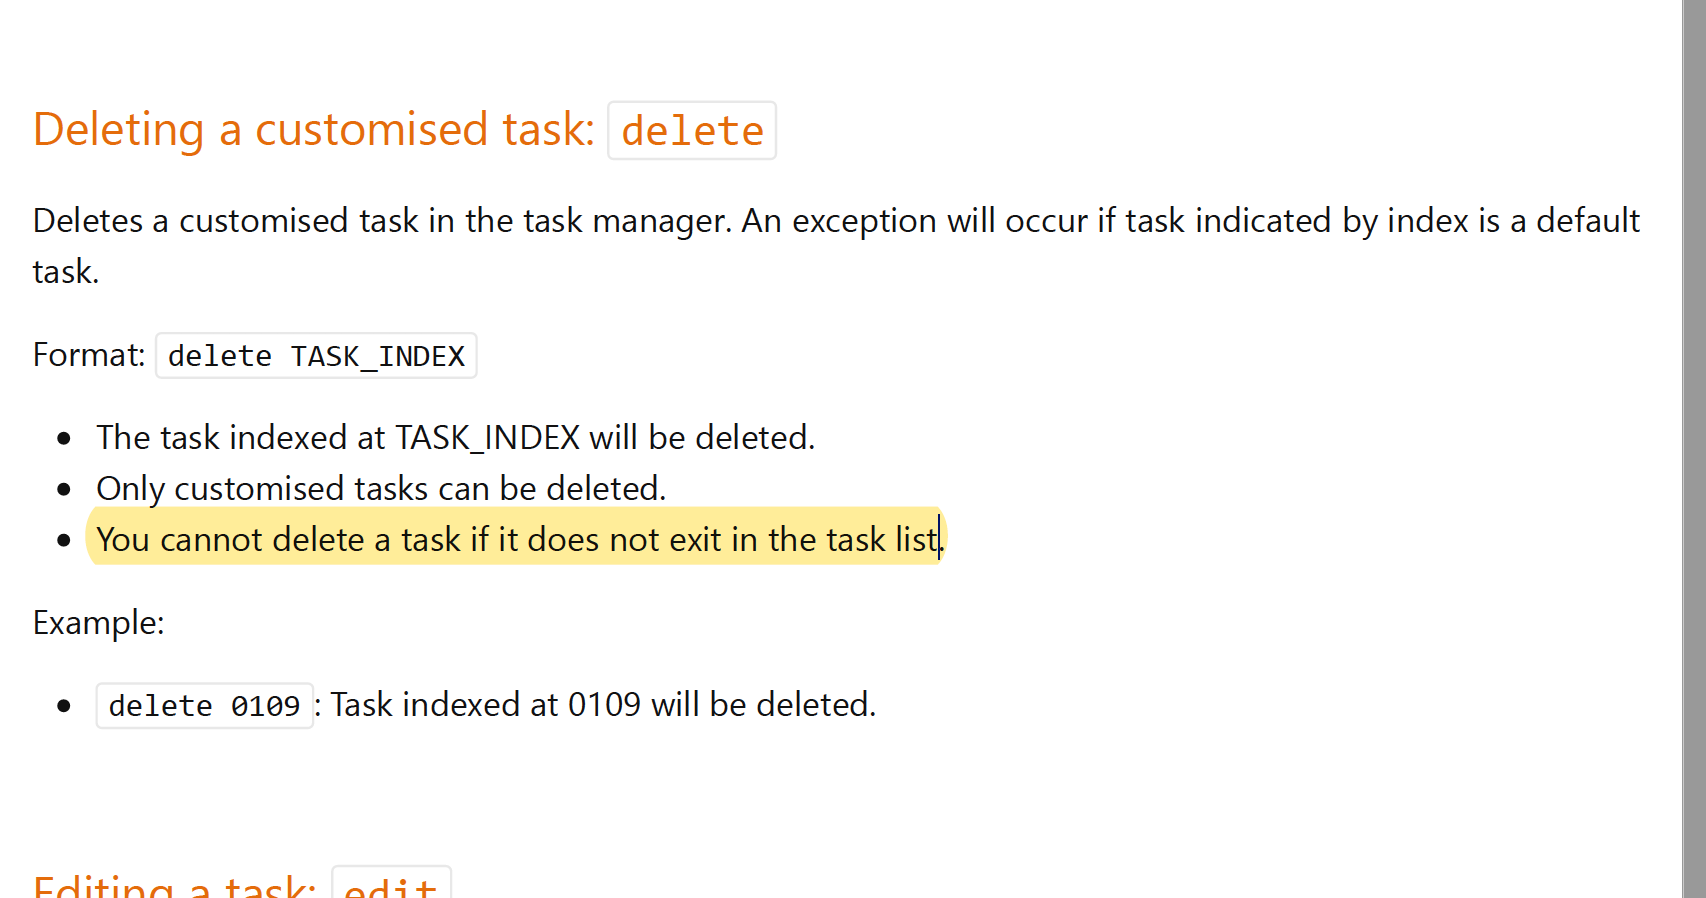 Deleting a customised task: delete
Deletes a customised task in the task manager. An exception will occur if task indicated by index is a default
task.
Format: delete TASK_INDEX
• The task indexed at TASK_INDEX will be deleted.
• Only customised tasks can be deleted.
• You cannot delete a task if it does not exit in the task list.
Example:
• delete 0109 : Task indexed at 0109 will be deleted.
Editing a task: edit